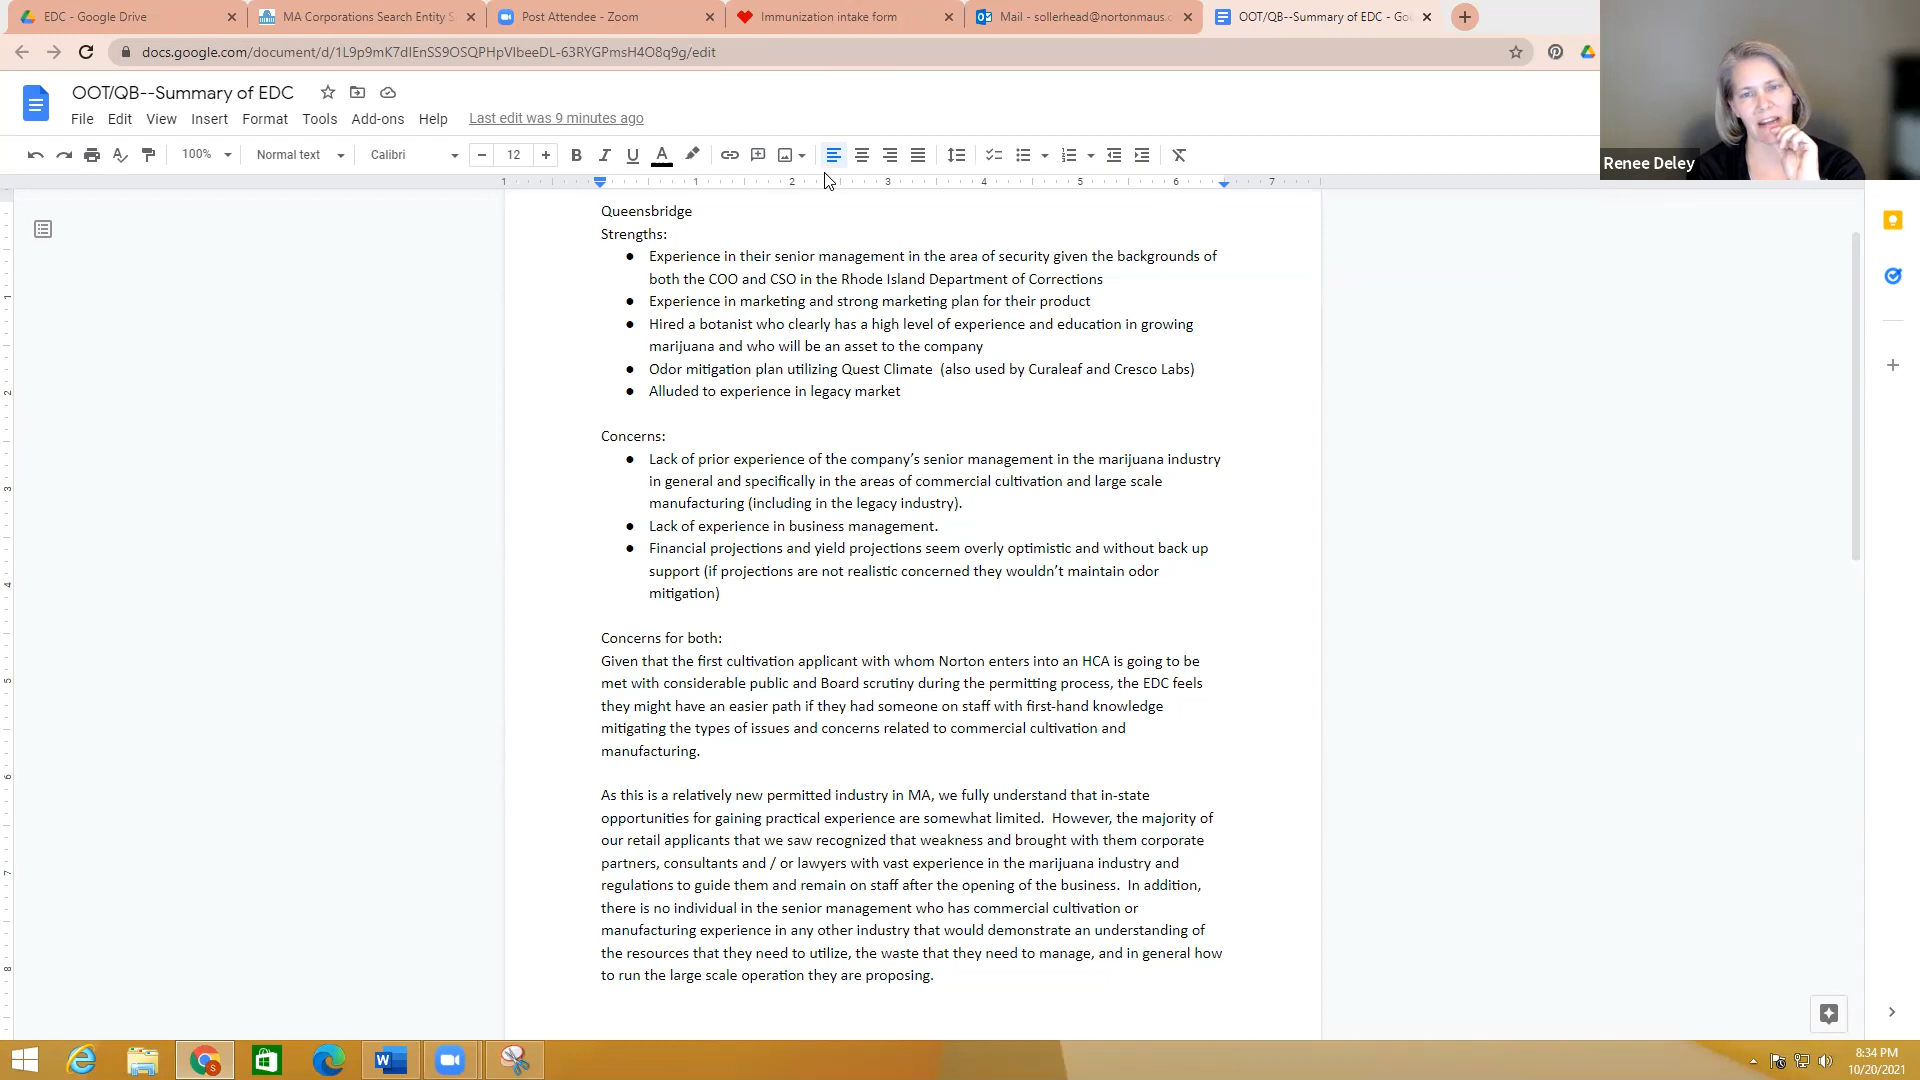 EDC - Google Drive
MA Corporations Search Entity S
Post Attendee - Zoom
Immunization intake form
Mail - sollerhead@nortonmaus.c
OOT/QB--Summary of EDC - Go
docs.google.com/document/d/1L9p9mK7dlEnSS9OSQPHpVIbeeDL-63RYGPmsH4O8q9g/edit
OOT/QB--Summary of EDC
File Edit View Insert Format Tools Add-ons Help Last edit was 9 minutes ago
100% Normal text Calibri 12
Renee Deley
1 1 2 3 4 5 6 7
Queensbridge
Strengths:
● Experience in their senior management in the area of security given the backgrounds of
both the COO and CSO in the Rhode Island Department of Corrections
● Experience in marketing and strong marketing plan for their product
● Hired a botanist who clearly has a high level of experience and education in growing
marijuana and who will be an asset to the company
● Odor mitigation plan utilizing Quest Climate  (also used by Curaleaf and Cresco Labs)
● Alluded to experience in legacy market
Concerns:
● Lack of prior experience of the company’s senior management in the marijuana industry
in general and specifically in the areas of commercial cultivation and large scale
manufacturing (including in the legacy industry).
● Lack of experience in business management.
● Financial projections and yield projections seem overly optimistic and without back up
support (if projections are not realistic concerned they wouldn’t maintain odor
mitigation)
Concerns for both:
Given that the first cultivation applicant with whom Norton enters into an HCA is going to be
met with considerable public and Board scrutiny during the permitting process, the EDC feels
they might have an easier path if they had someone on staff with first-hand knowledge
mitigating the types of issues and concerns related to commercial cultivation and
manufacturing.
As this is a relatively new permitted industry in MA, we fully understand that in-state
opportunities for gaining practical experience are somewhat limited.  However, the majority of
our retail applicants that we saw recognized that weakness and brought with them corporate
partners, consultants and / or lawyers with vast experience in the marijuana industry and
regulations to guide them and remain on staff after the opening of the business.  In addition,
there is no individual in the senior management who has commercial cultivation or
manufacturing experience in any other industry that would demonstrate an understanding of
the resources that they need to utilize, the waste that they need to manage, and in general how
to run the large scale operation they are proposing.
8:34 PM
10/20/2021